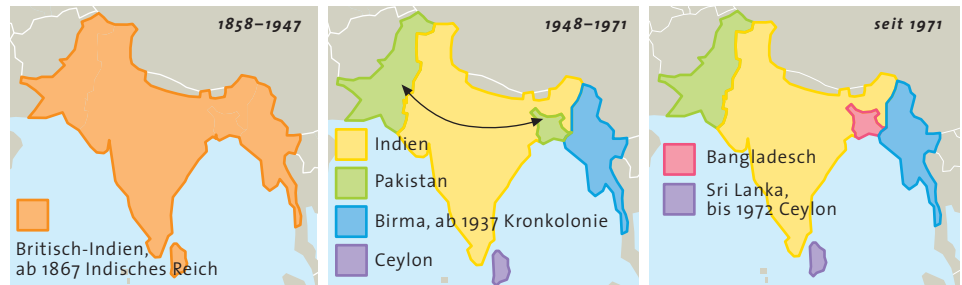 1858–1947
Britisch-Indien,
ab 1867 Indisches Reich
1948–1971
Indien
Pakistan
Birma, ab 1937 Kronkolonie
Ceylon
seit 1971
Bangladesch
Sri Lanka,
bis 1972 Ceylon